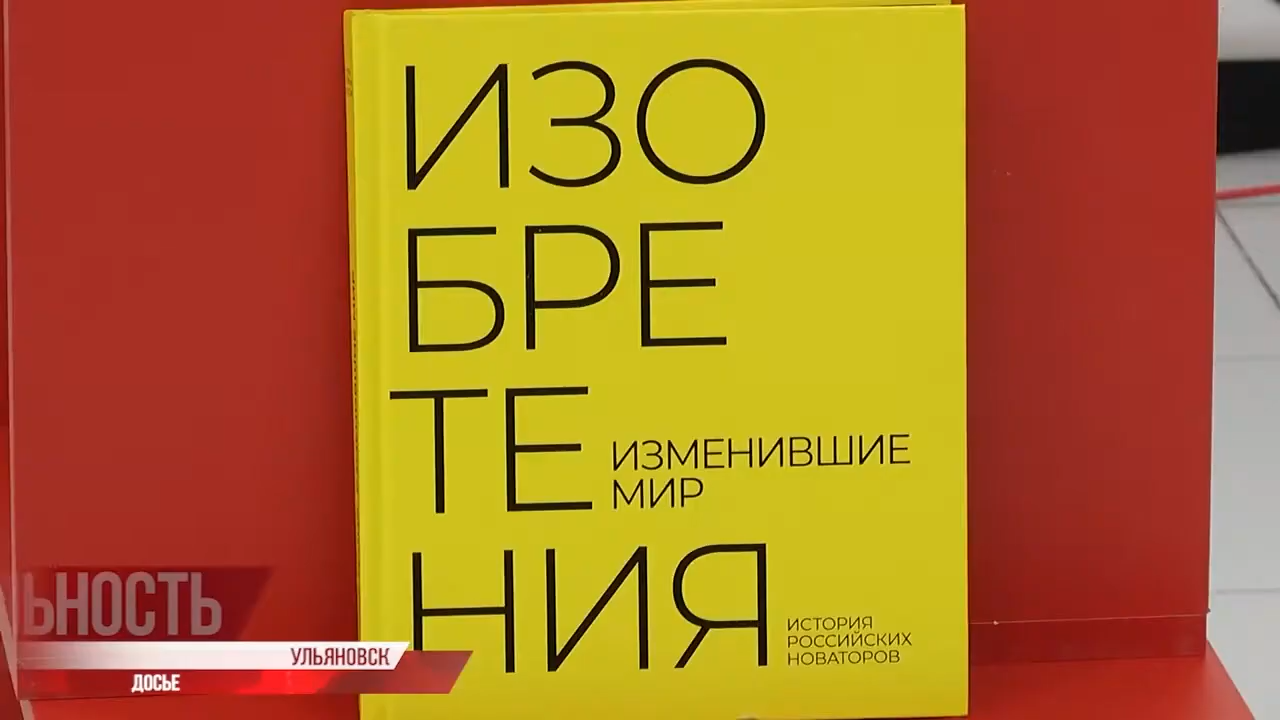 ИЗО
БРЕ
ТЕ
ИЗМЕНИВШИЕ
МИР
НИЯ
ИСТОРИЯ
РОССИЙСКИХ
НОВАТОРОВ
ЬНОСТЬ
УЛЬЯНОВСК
ДОСЬЕ